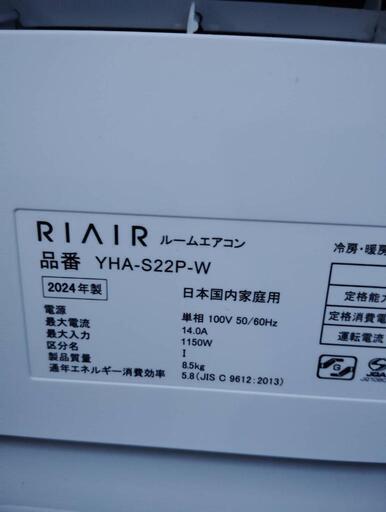 RIAIR ルームエアコン
品番 YHA-S22P-W
2024年製 日本国内家庭用
電源 単相 100V 50/60Hz
最大電流 14.0A
最大入力 1150W
区分名 I
製品質量 8.5kg
通年エネルギー消費効率 5.8(JIS C 9612:2013)
冷房・暖房
定格能力
定格消費電
運転電流
G